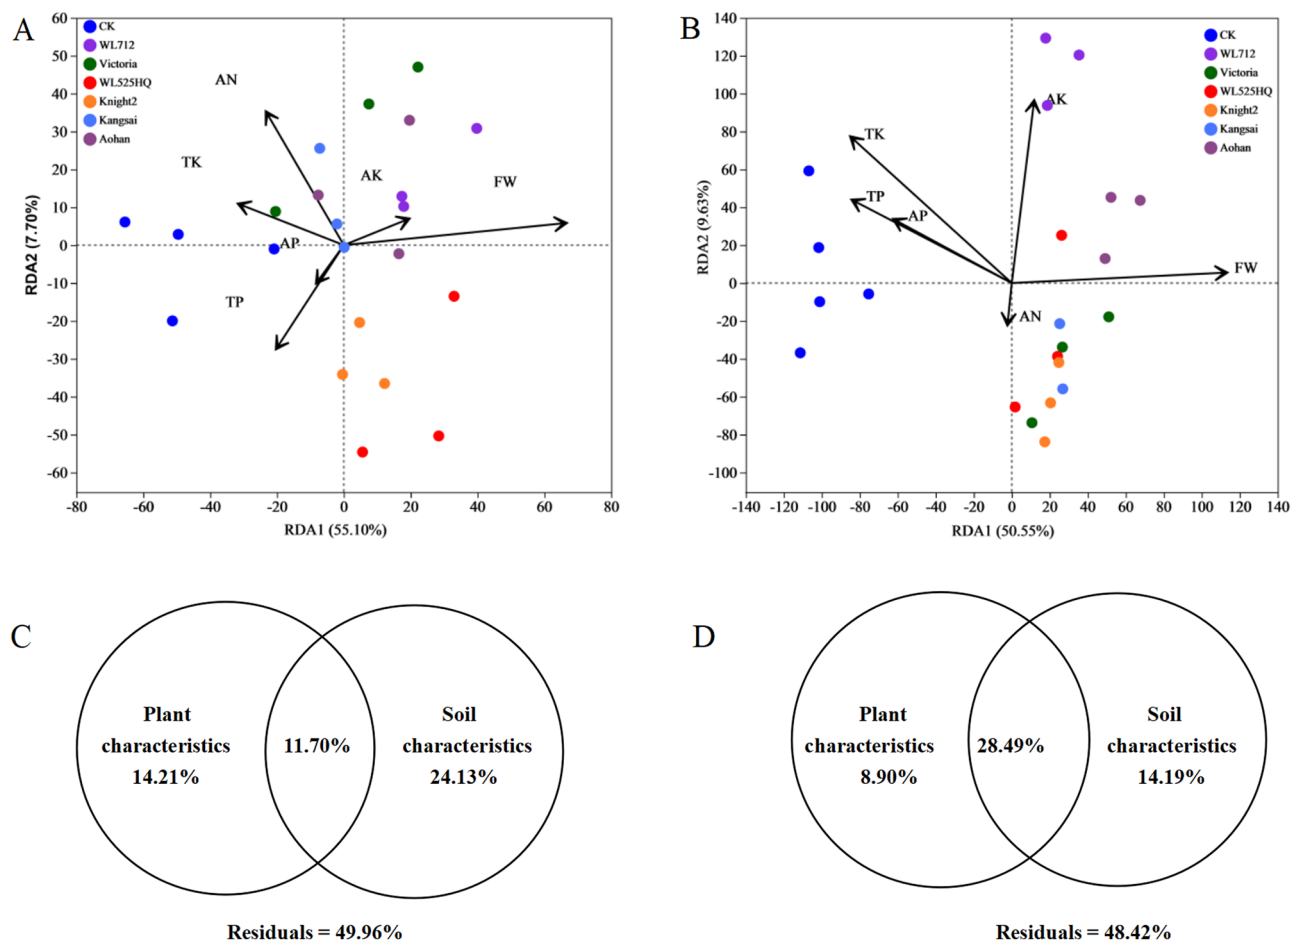 A
60
50
40
30
20
10
0
-10
-20
-30
-40
-50
-60
RDA2 (7.70%)
CK
WL712
Victoria
WL525HQ
Knight2
Kangsai
Aohan
AN
TK
AK
FW
AP
TP
-80
-60
-40
-20
0
20
40
60
80
RDA1 (55.10%)
B
140
120
100
80
60
40
20
0
-20
-40
-60
-80
-100
RDA2 (9.63%)
CK
WL712
Victoria
WL525HQ
Knight2
Kangsai
Aohan
AK
TK
TP
AP
FW
AN
-140
-120
-100
-80
-60
-40
-20
0
20
40
60
80
100
120
140
RDA1 (50.55%)
C
Plant
characteristics
14.21%
11.70%
Soil
characteristics
24.13%
Residuals = 49.96%
D
Plant
characteristics
8.90%
28.49%
Soil
characteristics
14.19%
Residuals = 48.42%